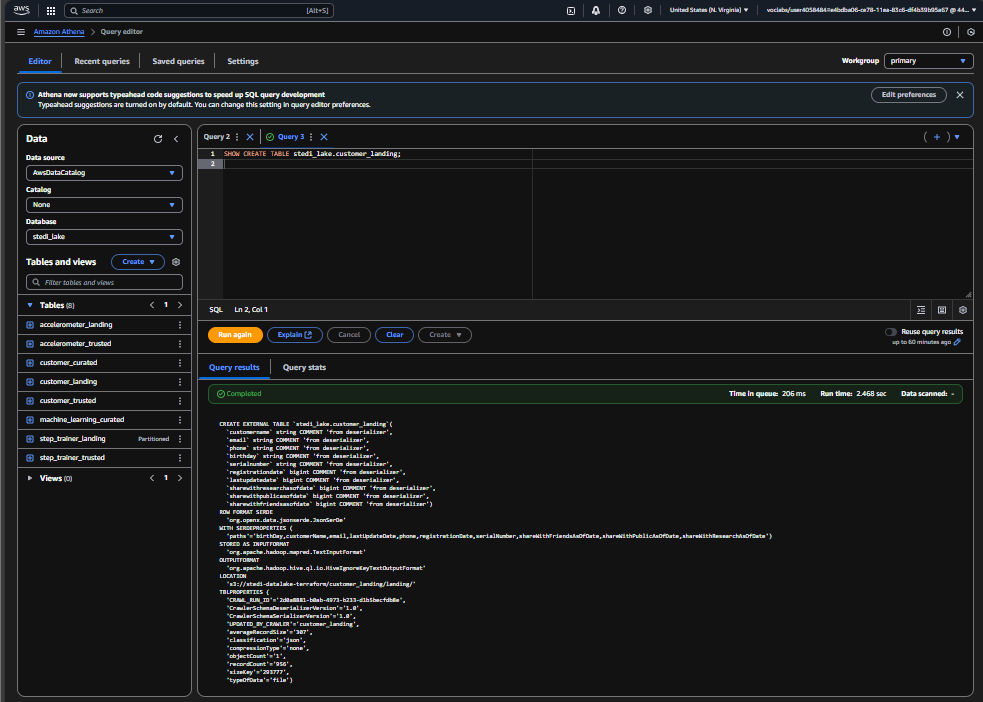 aws
Search
[Alt+S]
United States (N. Virginia)
voclabs/user4058484=e4bdba06-ce78-11ea-83c6-df4b39b95a67 @ 44...
Amazon Athena > Query editor
Editor
Recent queries
Saved queries
Settings
Workgroup
primary
Athena now supports typeahead code suggestions to speed up SQL query development
Typeahead suggestions are turned on by default. You can change this setting in query editor preferences.
Edit preferences
Data
Data source
AwsDataCatalog
Catalog
None
Database
stedi_lake
Tables and views
Create
Filter tables and views
Tables (8)
1
accelerometer_landing
accelerometer_trusted
customer_curated
customer_landing
customer_trusted
machine_learning_curated
step_trainer_landing
Partitioned
step_trainer_trusted
Views (0)
1
Query 2
Query 3
1 SHOW CREATE TABLE stedi_lake.customer_landing;
2
SQL
Ln 2, Col 1
Run again
Explain
Cancel
Clear
Create
Reuse query results
up to 60 minutes ago
Query results
Query stats
Completed
Time in queue: 206 ms
Run time: 2.468 sec
Data scanned: -
CREATE EXTERNAL TABLE `stedi_lake.customer_landing`(
`customername` string COMMENT 'from deserializer',
`email` string COMMENT 'from deserializer',
`phone` string COMMENT 'from deserializer',
`birthday` string COMMENT 'from deserializer',
`serialnumber` string COMMENT 'from deserializer',
`registrationdate` bigint COMMENT 'from deserializer',
`lastupdatedate` bigint COMMENT 'from deserializer',
`sharewithresearchasofdate` bigint COMMENT 'from deserializer',
`sharewithpublicasofdate` bigint COMMENT 'from deserializer',
`sharewithfriendsasofdate` bigint COMMENT 'from deserializer')
ROW FORMAT SERDE
'org.openx.data.jsonserde.JsonSerDe'
WITH SERDEPROPERTIES (
'paths'='birthDay,customerName,email,lastUpdateDate,phone,registrationDate,serialNumber,shareWithFriendsAsOfDate,shareWithPublicAsOfDate,shareWithResearchAsOfDate')
STORED AS INPUTFORMAT
'org.apache.hadoop.mapred.TextInputFormat'
OUTPUTFORMAT
'org.apache.hadoop.hive.ql.io.HiveIgnoreKeyTextOutputFormat'
LOCATION
's3://stedi-datalake-terraform/customer_landing/landing/'
TBLPROPERTIES (
'CRAWL_RUN_ID'='2d0a8881-b0ab-4973-b233-d1b5becfdb8e',
'CrawlerSchemaDeserializerVersion'='1.0',
'CrawlerSchemaSerializerVersion'='1.0',
'UPDATED_BY_CRAWLER'='customer_landing',
'averageRecordSize'='307',
'classification'='json',
'compressionType'='none',
'objectCount'='1',
'recordCount'='956',
'sizeKey'='293777',
'typeOfData'='file')